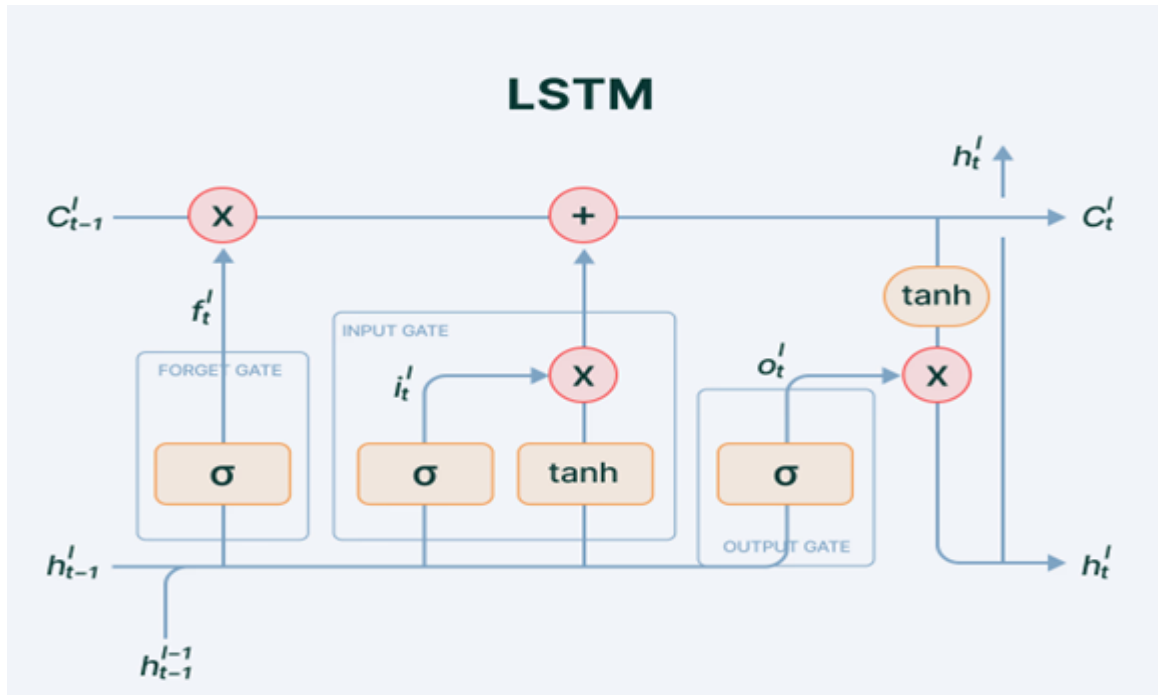 LSTM
h_t^l
C_{t-1}^l
x
+
C_t^l
tanh
f_t^l
INPUT GATE
FORGET GATE
i_t^l
x
o_t^l
x
σ
σ
tanh
σ
OUTPUT GATE
h_{t-1}^l
h_t^l
h_{t-1}^{l-1}